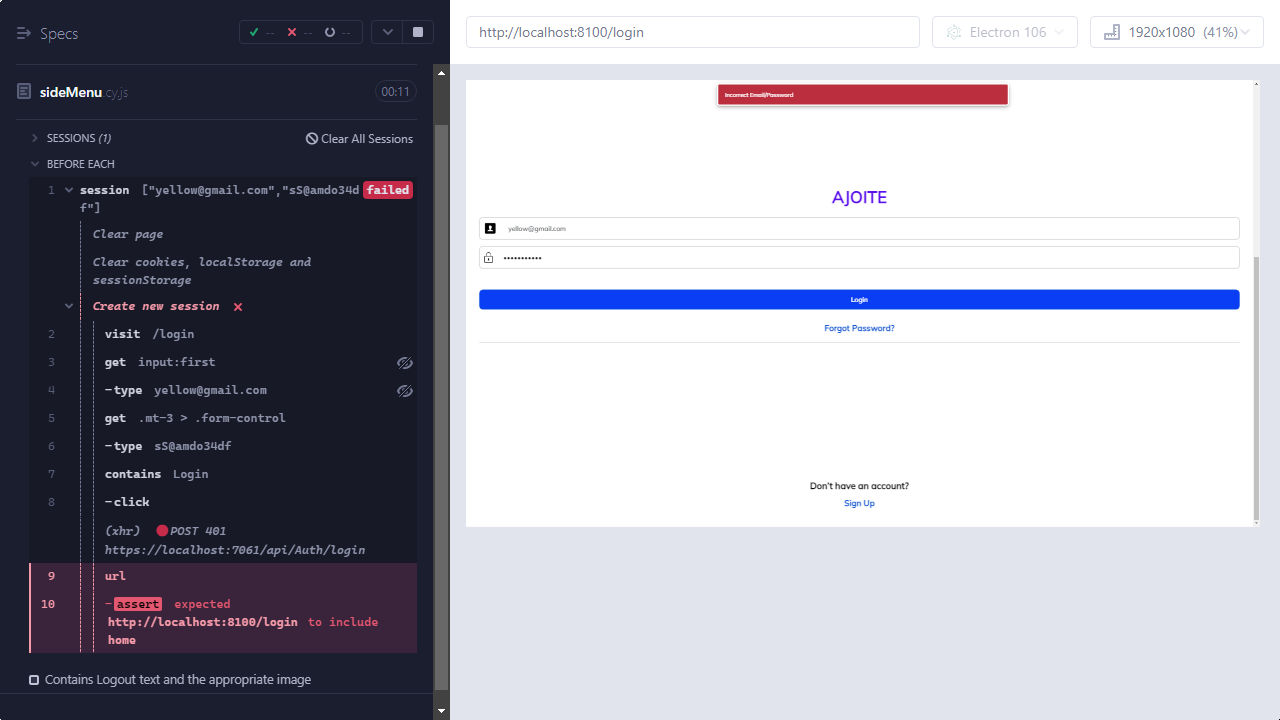 Specs
--
--
--
sideMenu.cy.js
00:11
SESSIONS (1)
Clear All Sessions
BEFORE EACH
1 session ["yellow@gmail.com","sS@amdo34d failed
f"]
Clear page
Clear cookies, localStorage and
sessionStorage
Create new session
2 visit /login
3 get input:first
4 -type yellow@gmail.com
5 get .mt-3 > .form-control
6 -type sS@amdo34df
7 contains Login
8 -click
(xhr) POST 401
https://localhost:7061/api/Auth/login
9 url
10 -assert expected
http://localhost:8100/login to include
home
Contains Logout text and the appropriate image
http://localhost:8100/login
Electron 106
1920x1080 (41%)
Incorrect Email/Password
AJOITE
yellow@gmail.com
Login
Forgot Password?
Don't have an account?
Sign Up